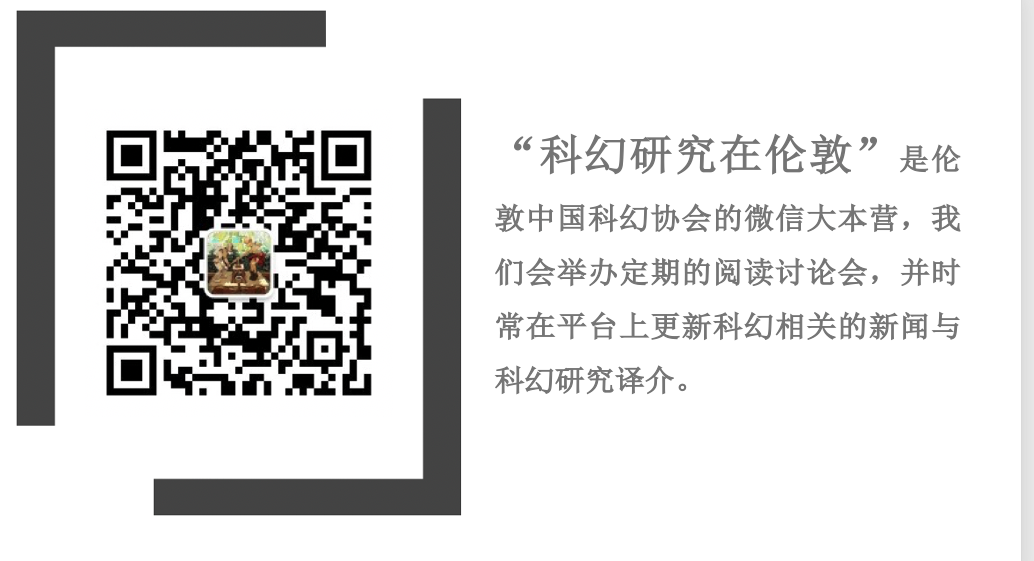 “科幻研究在伦敦”是伦
敦中国科幻协会的微信大本营，我
们会举办定期的阅读讨论会，并时
常在平台上更新科幻相关的新闻与
科幻研究译介。